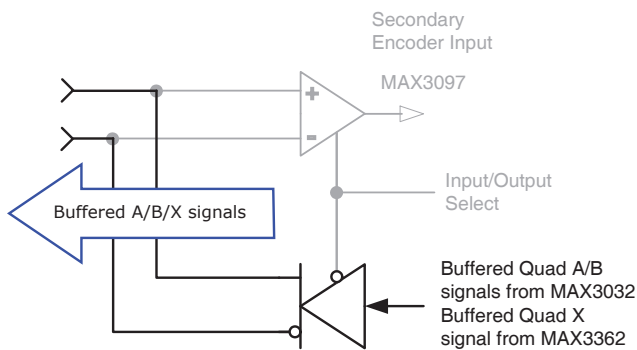 Secondary
Encoder Input
MAX3097
+
-
Input/Output
Select
Buffered A/B/X signals
Buffered Quad A/B
signals from MAX3032
Buffered Quad X
signal from MAX3362